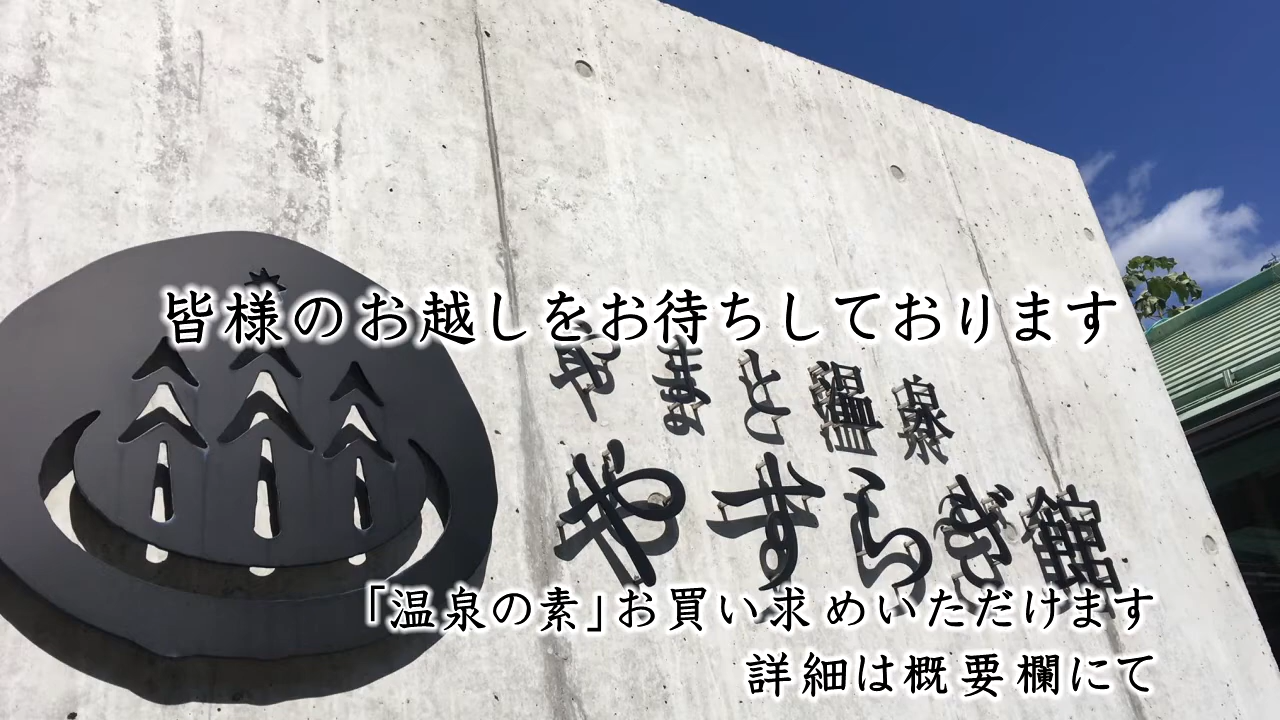 皆様のお越しをお待ちしております
やまと温泉
やすらぎ館
「温泉の素」お買い求めいただけます
詳細は概要欄にて